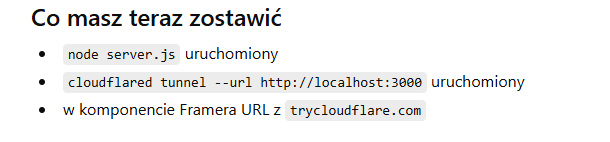 Co masz teraz zostawić
node server.js uruchomiony
cloudflared tunnel --url http://localhost:3000 uruchomiony
w komponencie Framera URL z trycloudflare.com